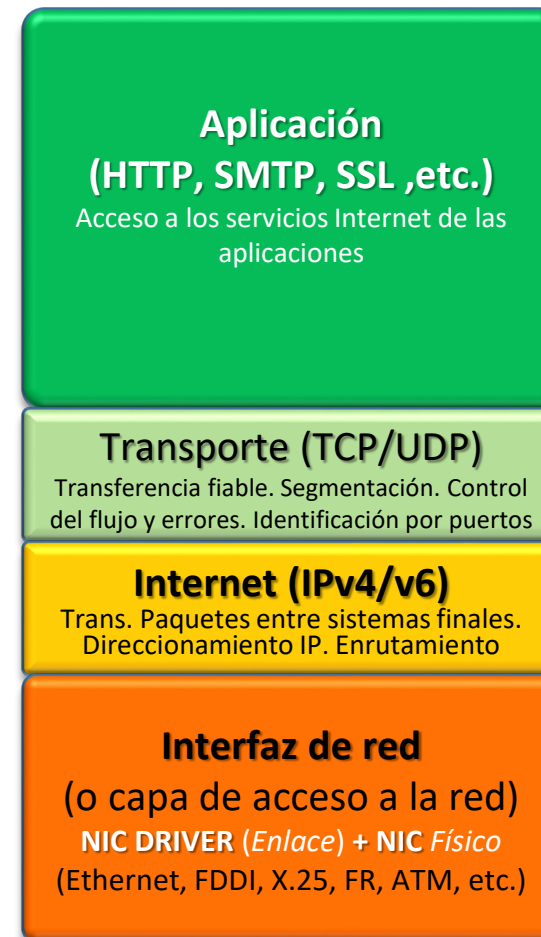 Aplicación
(HTTP, SMTP, SSL ,etc.)
Acceso a los servicios Internet de las
aplicaciones
Transporte (TCP/UDP)
Transferencia fiable. Segmentación. Control
del flujo y errores. Identificación por puertos
Internet (IPv4/v6)
Trans. Paquetes entre sistemas finales.
Direccionamiento IP. Enrutamiento
Interfaz de red
(o capa de acceso a la red)
NIC DRIVER (Enlace) + NIC Físico
(Ethernet, FDDI, X.25, FR, ATM, etc.)